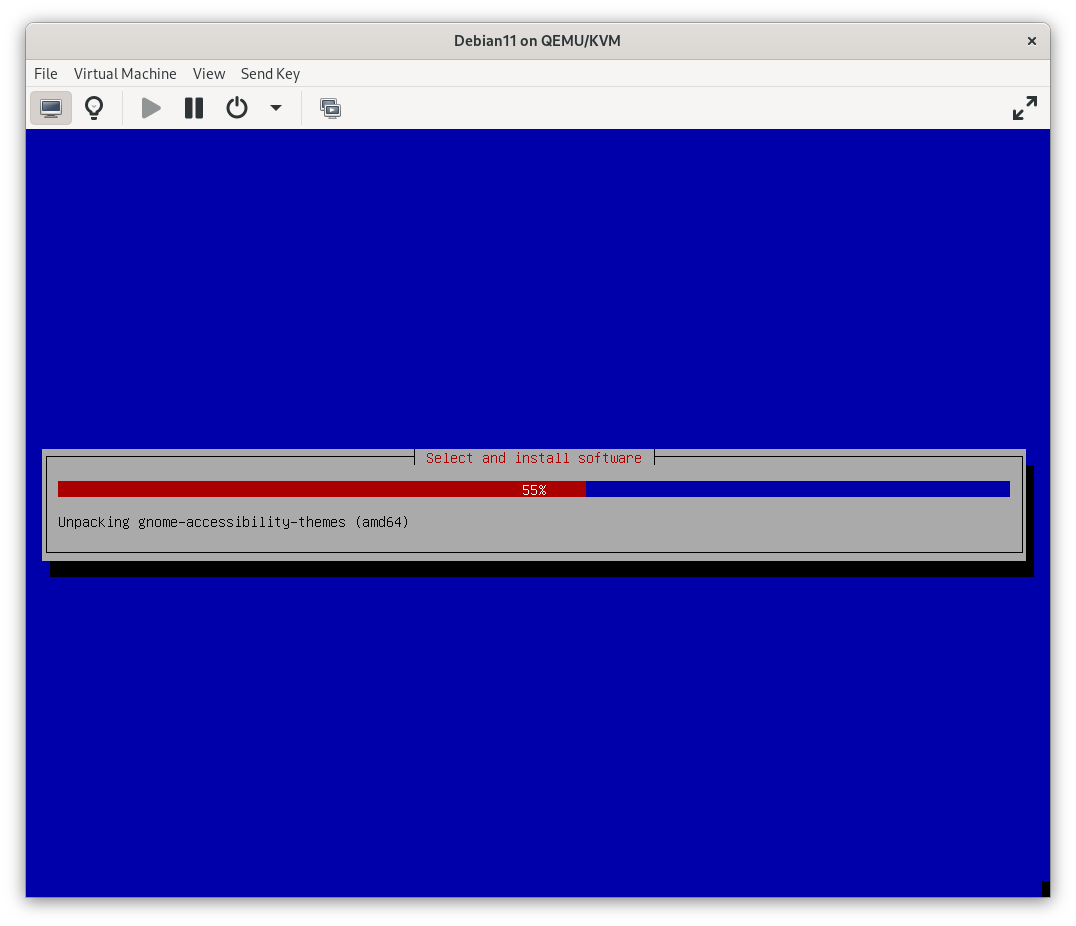 Debian11 on QEMU/KVM
File Virtual Machine View Send Key
Select and install software
55%
Unpacking gnome-accessibility-themes (amd64)